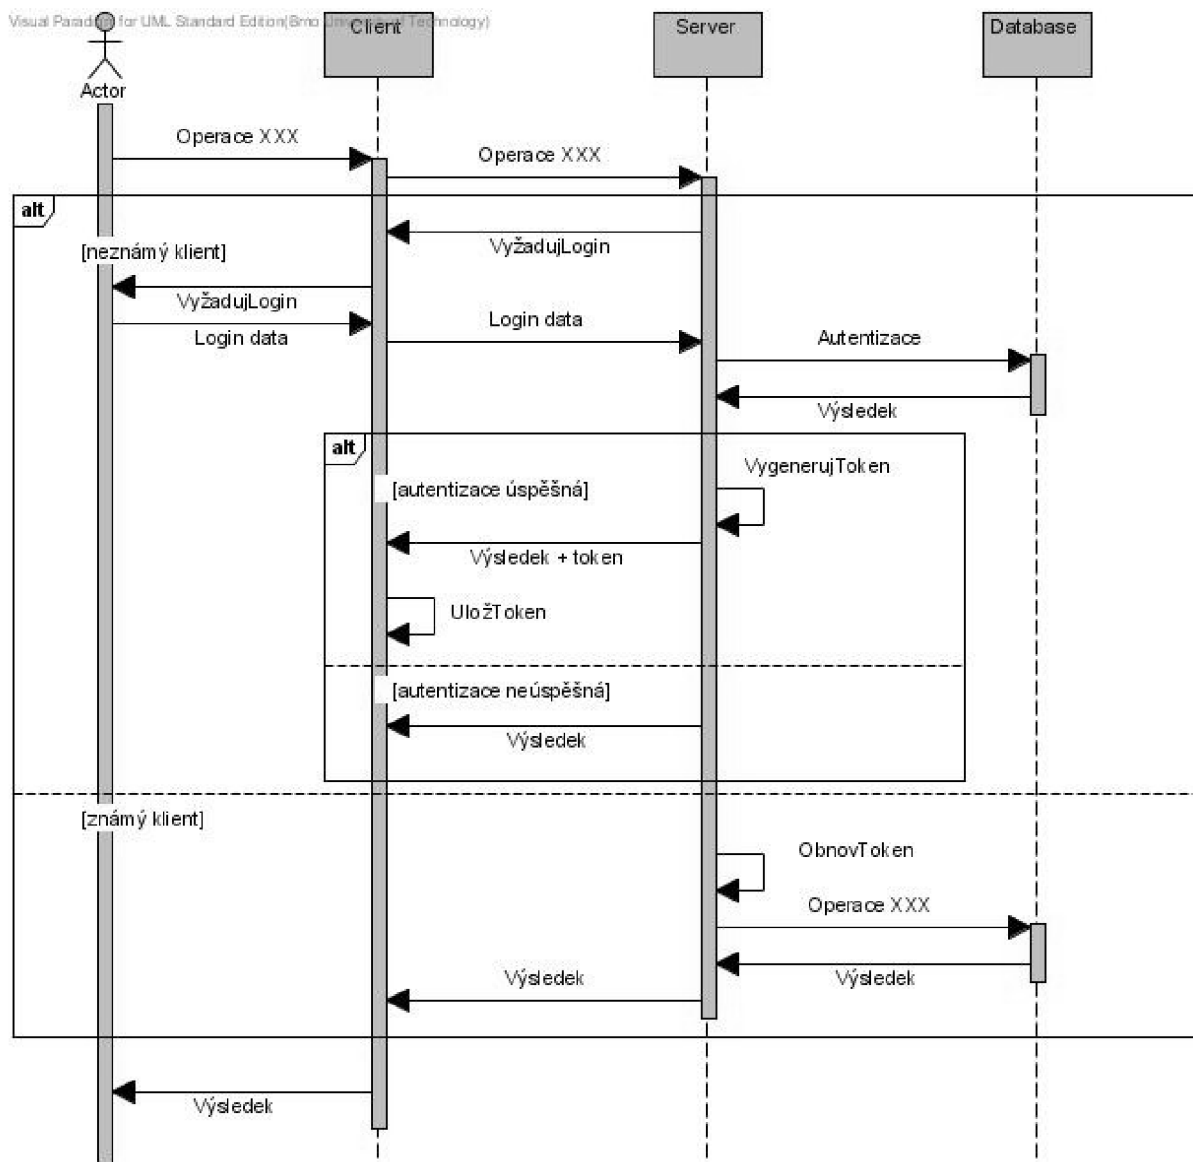 Visual Paradigm for UML Standard Edition(Brno University of Technology)
Client
Server
Database
Actor
Operace XXX
Operace XXX
alt
VyžadujLogin
[neznámý klient]
VyžadujLogin
Login data
Login data
Autentizace
Výsledek
alt
VygenerujToken
[autentizace úspěšná]
Výsledek + token
UložToken
[autentizace neúspěšná]
Výsledek
[známý klient]
ObnovToken
Operace XXX
Výsledek
Výsledek
Výsledek